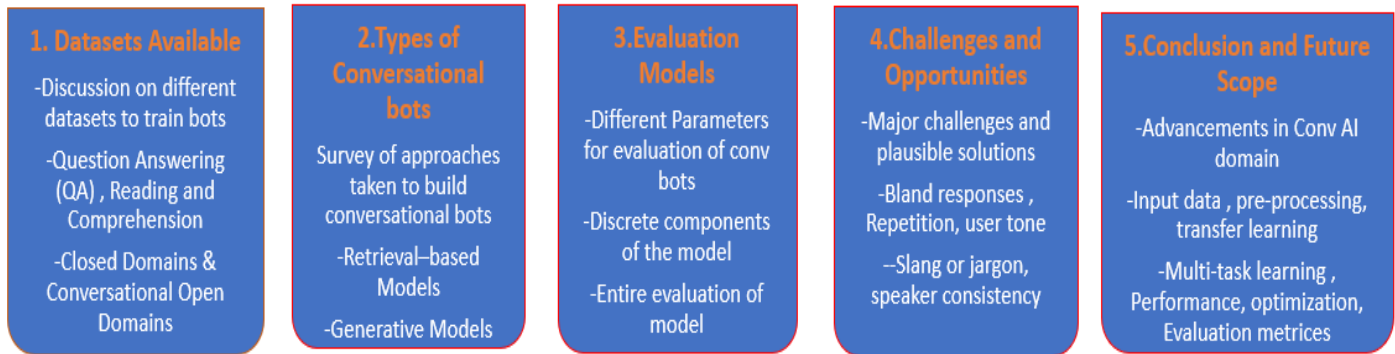 1. Datasets Available
-Discussion on different
datasets to train bots
-Question Answering
(QA) , Reading and
Comprehension
-Closed Domains &
Conversational Open
Domains
2.Types of
Conversational
bots
Survey of approaches
taken to build
conversational bots
-Retrieval–based
Models
-Generative Models
3.Evaluation
Models
-Different Parameters
for evaluation of conv
bots
-Discrete components
of the model
-Entire evaluation of
model
4.Challenges and
Opportunities
-Major challenges and
plausible solutions
-Bland responses ,
Repetition, user tone
--Slang or jargon,
speaker consistency
5.Conclusion and Future
Scope
-Advancements in Conv AI
domain
-Input data , pre-processing,
transfer learning
-Multi-task learning ,
Performance, optimization,
Evaluation metrices